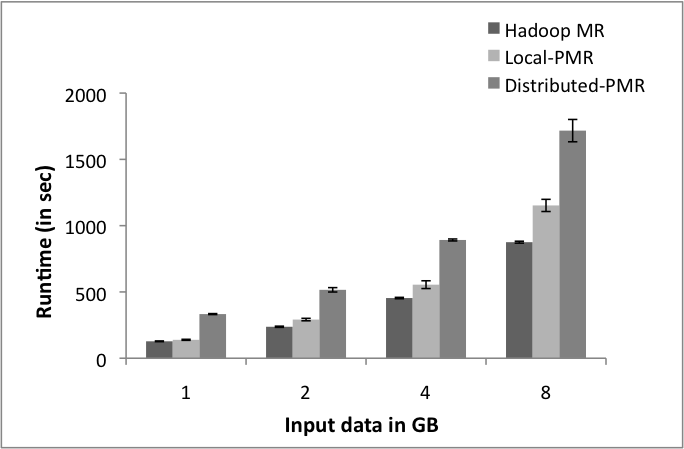 Hadoop MR
Local-PMR
Distributed-PMR
2000
1500
1000
500
0
Runtime (in sec)
1 2 4 8
Input data in GB